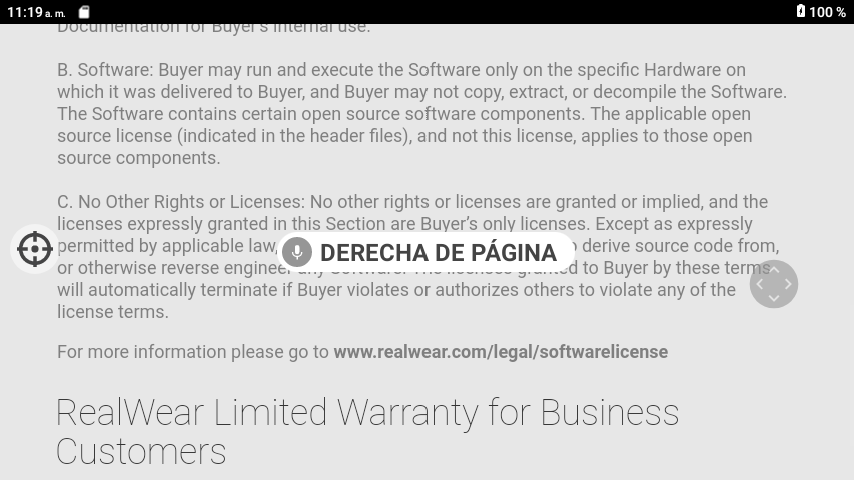 11:19 a. m.
100 %
Documentation for Buyer's internal use.
B. Software: Buyer may run and execute the Software only on the specific Hardware on
which it was delivered to Buyer, and Buyer may not copy, extract, or decompile the Software.
The Software contains certain open source software components. The applicable open
source license (indicated in the header files), and not this license, applies to those open
source components.
C. No Other Rights or Licenses: No other rights or licenses are granted or implied, and the
licenses expressly granted in this Section are Buyer’s only licenses. Except as expressly
permitted by applicable law, derive source code from,
DERECHA DE PÁGINA
or otherwise reverse engineer any Software. The licenses granted to Buyer by these terms
will automatically terminate if Buyer violates or authorizes others to violate any of the
license terms.
For more information please go to www.realwear.com/legal/softwarelicense
RealWear Limited Warranty for Business
Customers